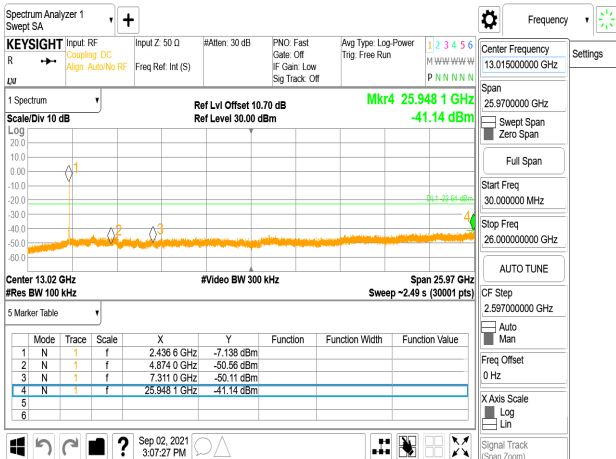 Spectrum Analyzer 1
Swept SA
Frequency
KEYSIGHT
R
Input: RF
Coupling: DC
Align: Auto/No RF
Input Z: 50 Ω
Freq Ref: Int (S)
#Atten: 30 dB
PNO: Fast
Gate: Off
IF Gain: Low
Sig Track: Off
Avg Type: Log-Power
Trig: Free Run
1 2 3 4 5 6
M W W W W W
P N N N N N
1 Spectrum
Scale/Div 10 dB
Ref Lvl Offset 10.70 dB
Ref Level 30.00 dBm
Mkr4 25.948 1 GHz
-41.14 dBm
Log
20.0
10.0
0.00
-10.0
-20.0
-30.0
-40.0
-50.0
-60.0
1
2
3
4
Center 13.02 GHz
#Res BW 100 kHz
#Video BW 300 kHz
Span 25.97 GHz
Sweep ~2.49 s (30001 pts)
5 Marker Table
Mode Trace Scale X Y Function Function Width Function Value
1 N 1 f 2.436 6 GHz -7.138 dBm
2 N 1 f 4.874 0 GHz -50.56 dBm
3 N 1 f 7.311 0 GHz -50.11 dBm
4 N 1 f 25.948 1 GHz -41.14 dBm
5
6
Sep 02, 2021
3:07:27 PM
Center Frequency
13.015000000 GHz
Settings
Span
25.9700000 GHz
Swept Span
Zero Span
Full Span
Start Freq
30.000000 MHz
Stop Freq
26.000000000 GHz
AUTO TUNE
CF Step
2.597000000 GHz
Auto
Man
Freq Offset
0 Hz
X Axis Scale
Log
Lin
Signal Track
(Span Zoom)